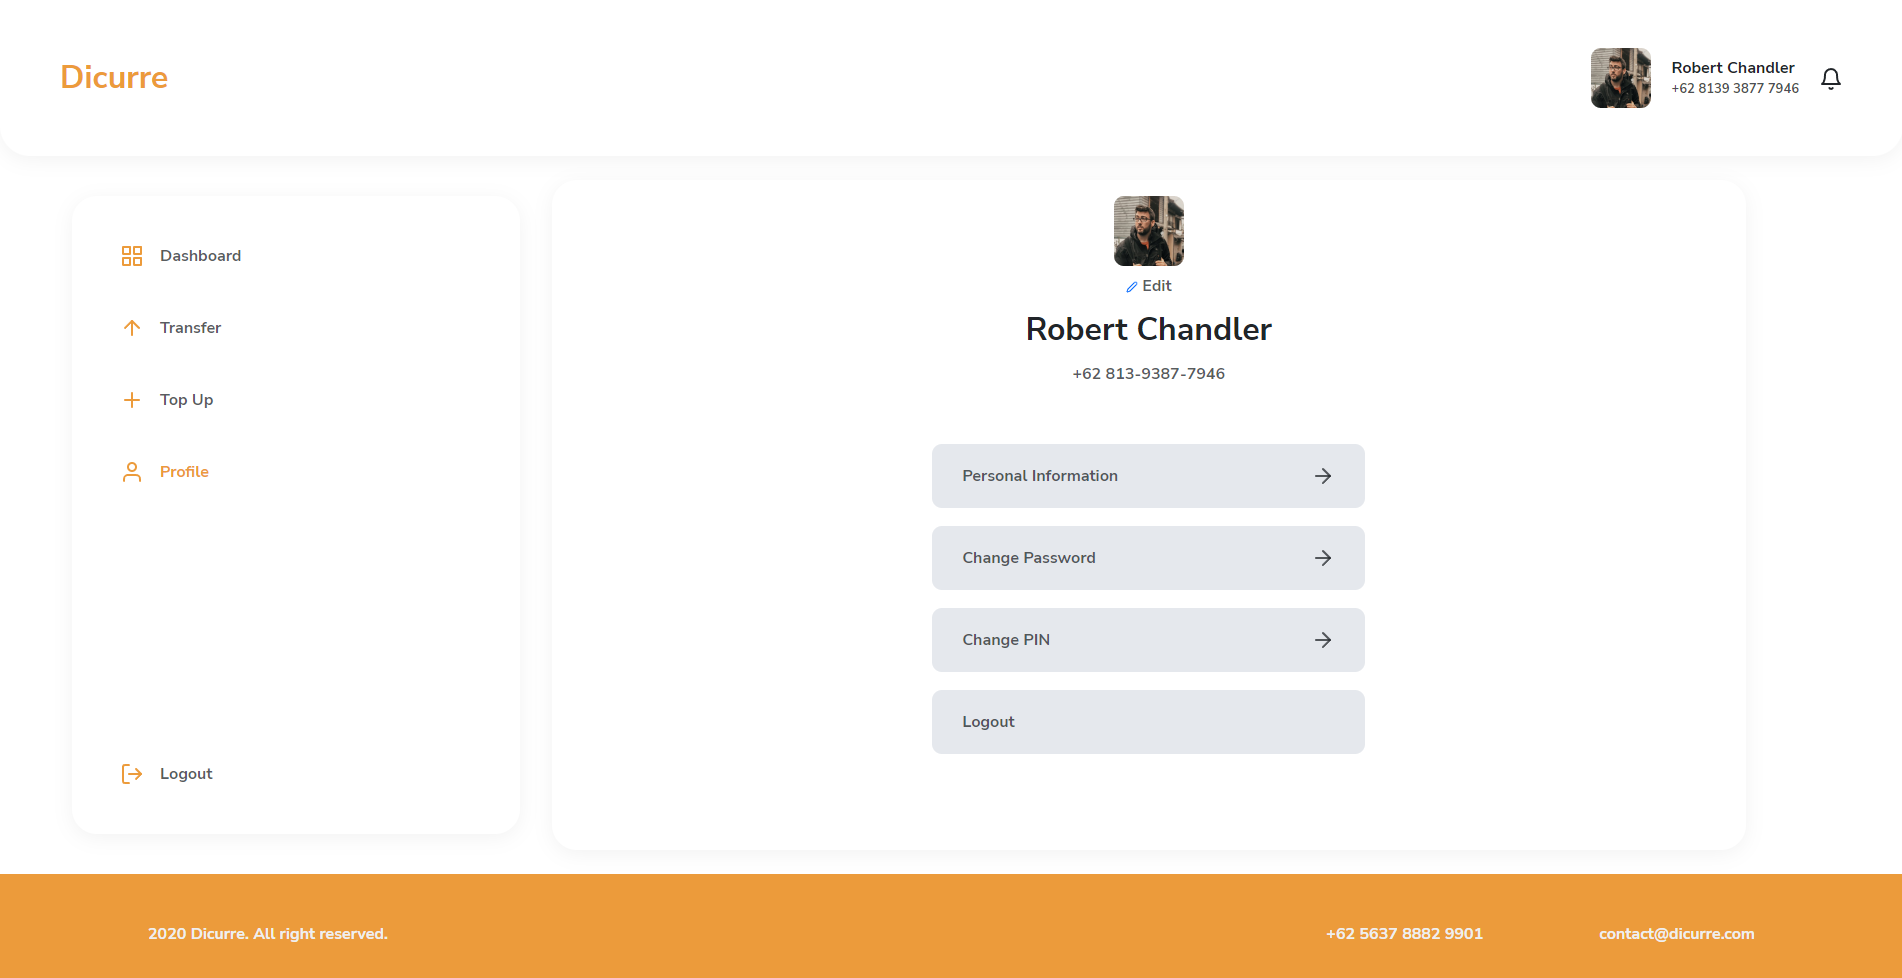 Dicurre
Robert Chandler
+62 8139 3877 7946
Dashboard
Transfer
Top Up
Profile
Logout
Edit
Robert Chandler
+62 813-9387-7946
Personal Information
Change Password
Change PIN
Logout
2020 Dicurre. All right reserved.
+62 5637 8882 9901
contact@dicurre.com